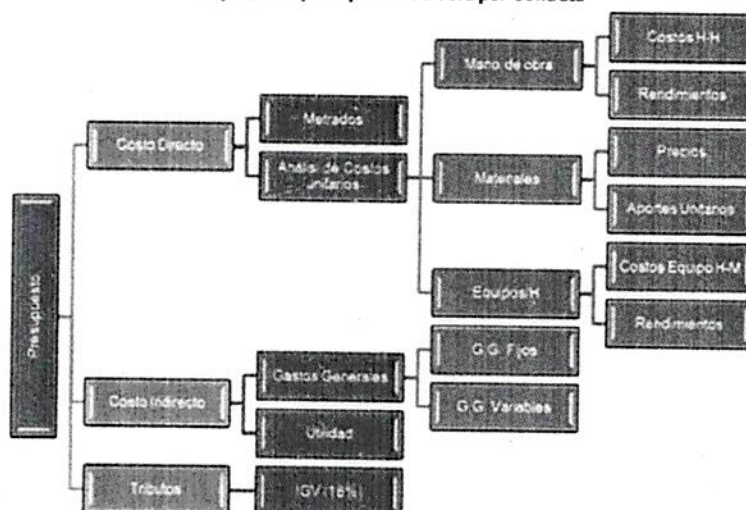 Costos H-H
Mano de obra
Rendimientos
Metrados
Costo Directo
Análisi de Costos
unitarios
Precios
Materiales
Aportes Unitarios
Presupuesto
Costos Equipo H-M
Equipos/H
Rendimientos
G.G. Fijos
Gastos Generales
Costo Indirecto
G.G. Variables
Utilidad
Tributos
IGV (18%)